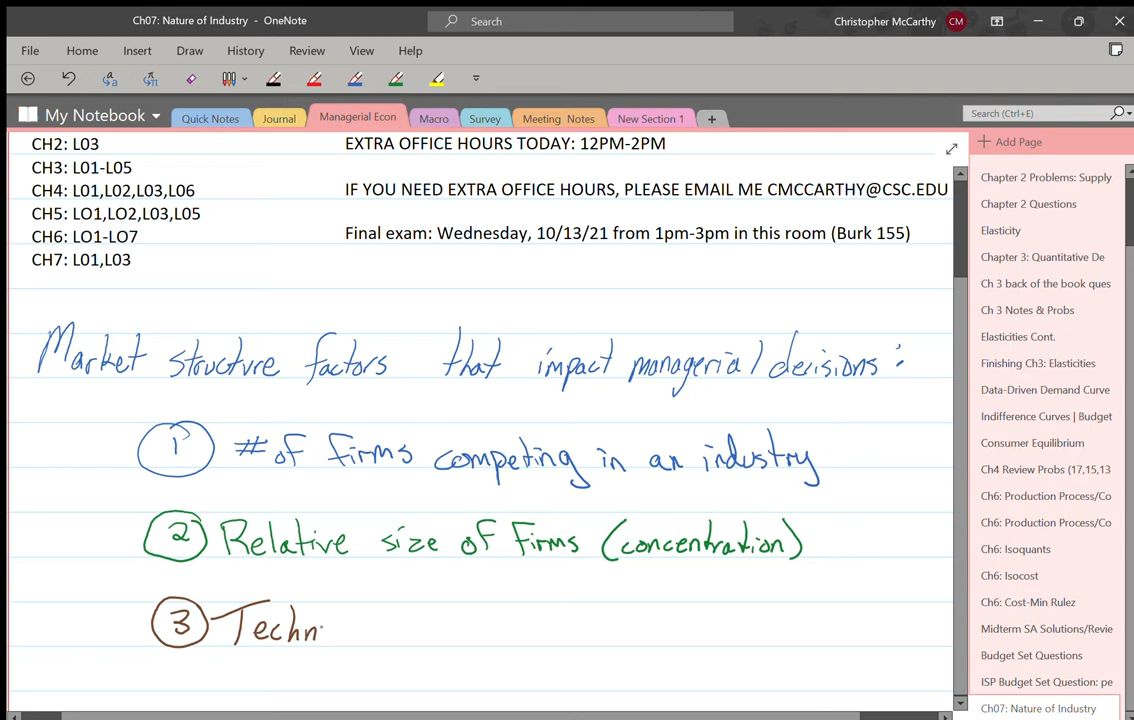 Ch07: Nature of Industry - OneNote
Search
Christopher McCarthy
CM
File Home Insert Draw History Review View Help
My Notebook
Quick Notes
Journal
Managerial Econ
Macro
Survey
Meeting Notes
New Section 1
+
Search (Ctrl+E)
CH2: L03
CH3: L01-L05
CH4: L01,L02,L03,L06
CH5: LO1,LO2,L03,L05
CH6: LO1-LO7
CH7: L01,L03
EXTRA OFFICE HOURS TODAY: 12PM-2PM
IF YOU NEED EXTRA OFFICE HOURS, PLEASE EMAIL ME CMCCARTHY@CSC.EDU
Final exam: Wednesday, 10/13/21 from 1pm-3pm in this room (Burk 155)
Market structure factors that impact managerial decisions:
1 # of firms competing in an industry
2 Relative size of firms (concentration)
3 Techn
Add Page
Chapter 2 Problems: Supply
Chapter 2 Questions
Elasticity
Chapter 3: Quantitative De
Ch 3 back of the book ques
Ch 3 Notes & Probs
Elasticities Cont.
Finishing Ch3: Elasticities
Data-Driven Demand Curve
Indifference Curves | Budget
Consumer Equilibrium
Ch4 Review Probs (17,15,13
Ch6: Production Process/Co
Ch6: Production Process/Co
Ch6: Isoquants
Ch6: Isocost
Ch6: Cost-Min Rulez
Midterm SA Solutions/Revie
Budget Set Questions
ISP Budget Set Question: pe
Ch07: Nature of Industry